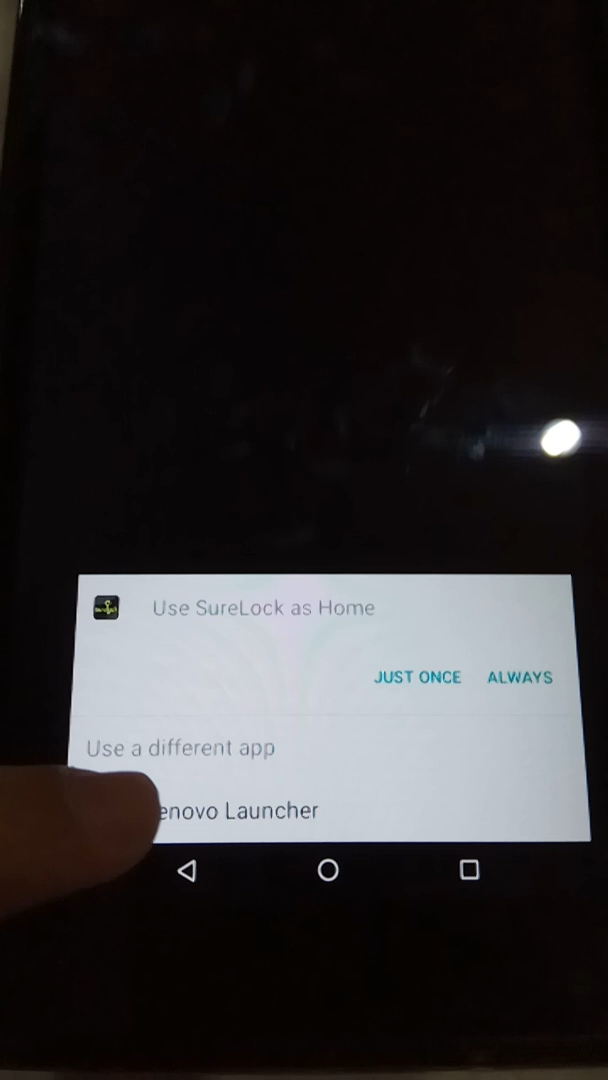 Use SureLock as Home
JUST ONCE ALWAYS
Use a different app
enovo Launcher